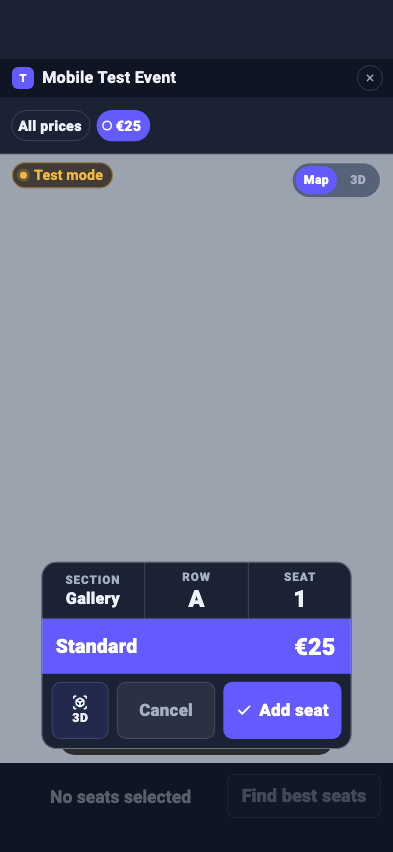 T Mobile Test Event
All prices €25
Test mode
Map 3D
SECTION ROW SEAT
Gallery A 1
Standard €25
3D Cancel Add seat
No seats selected Find best seats